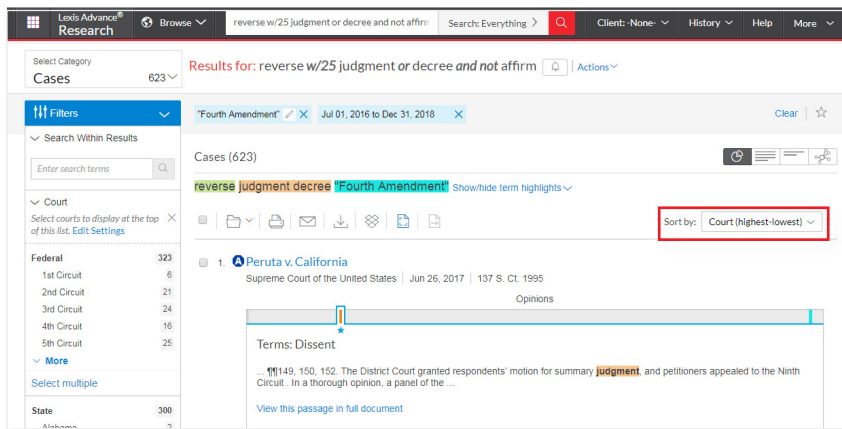 Lexis Advance®
Research
Browse
reverse w/25 judgment or decree and not affirm
Search: Everything
Client: -None-
History
Help
More
Select Category
Cases 623
Results for: reverse w/25 judgment or decree and not affirm
Actions
Filters
"Fourth Amendment"
Jul 01, 2016 to Dec 31, 2018
Clear
Search Within Results
Enter search terms
Cases (623)
reverse judgment decree "Fourth Amendment" Show/hide term highlights
Court
Select courts to display at the top
of this list. Edit Settings
Sort by: Court (highest-lowest)
Federal 323
1st Circuit 6
2nd Circuit 21
3rd Circuit 24
4th Circuit 16
5th Circuit 25
More
Select multiple
State 300
Alabama 2
1. A Peruta v. California
Supreme Court of the United States | Jun 26, 2017 | 137 S. Ct. 1995
Opinions
Terms: Dissent
... ¶¶149, 150, 152. The District Court granted respondents' motion for summary judgment, and petitioners appealed to the Ninth
Circuit . In a thorough opinion, a panel of the ...
View this passage in full document